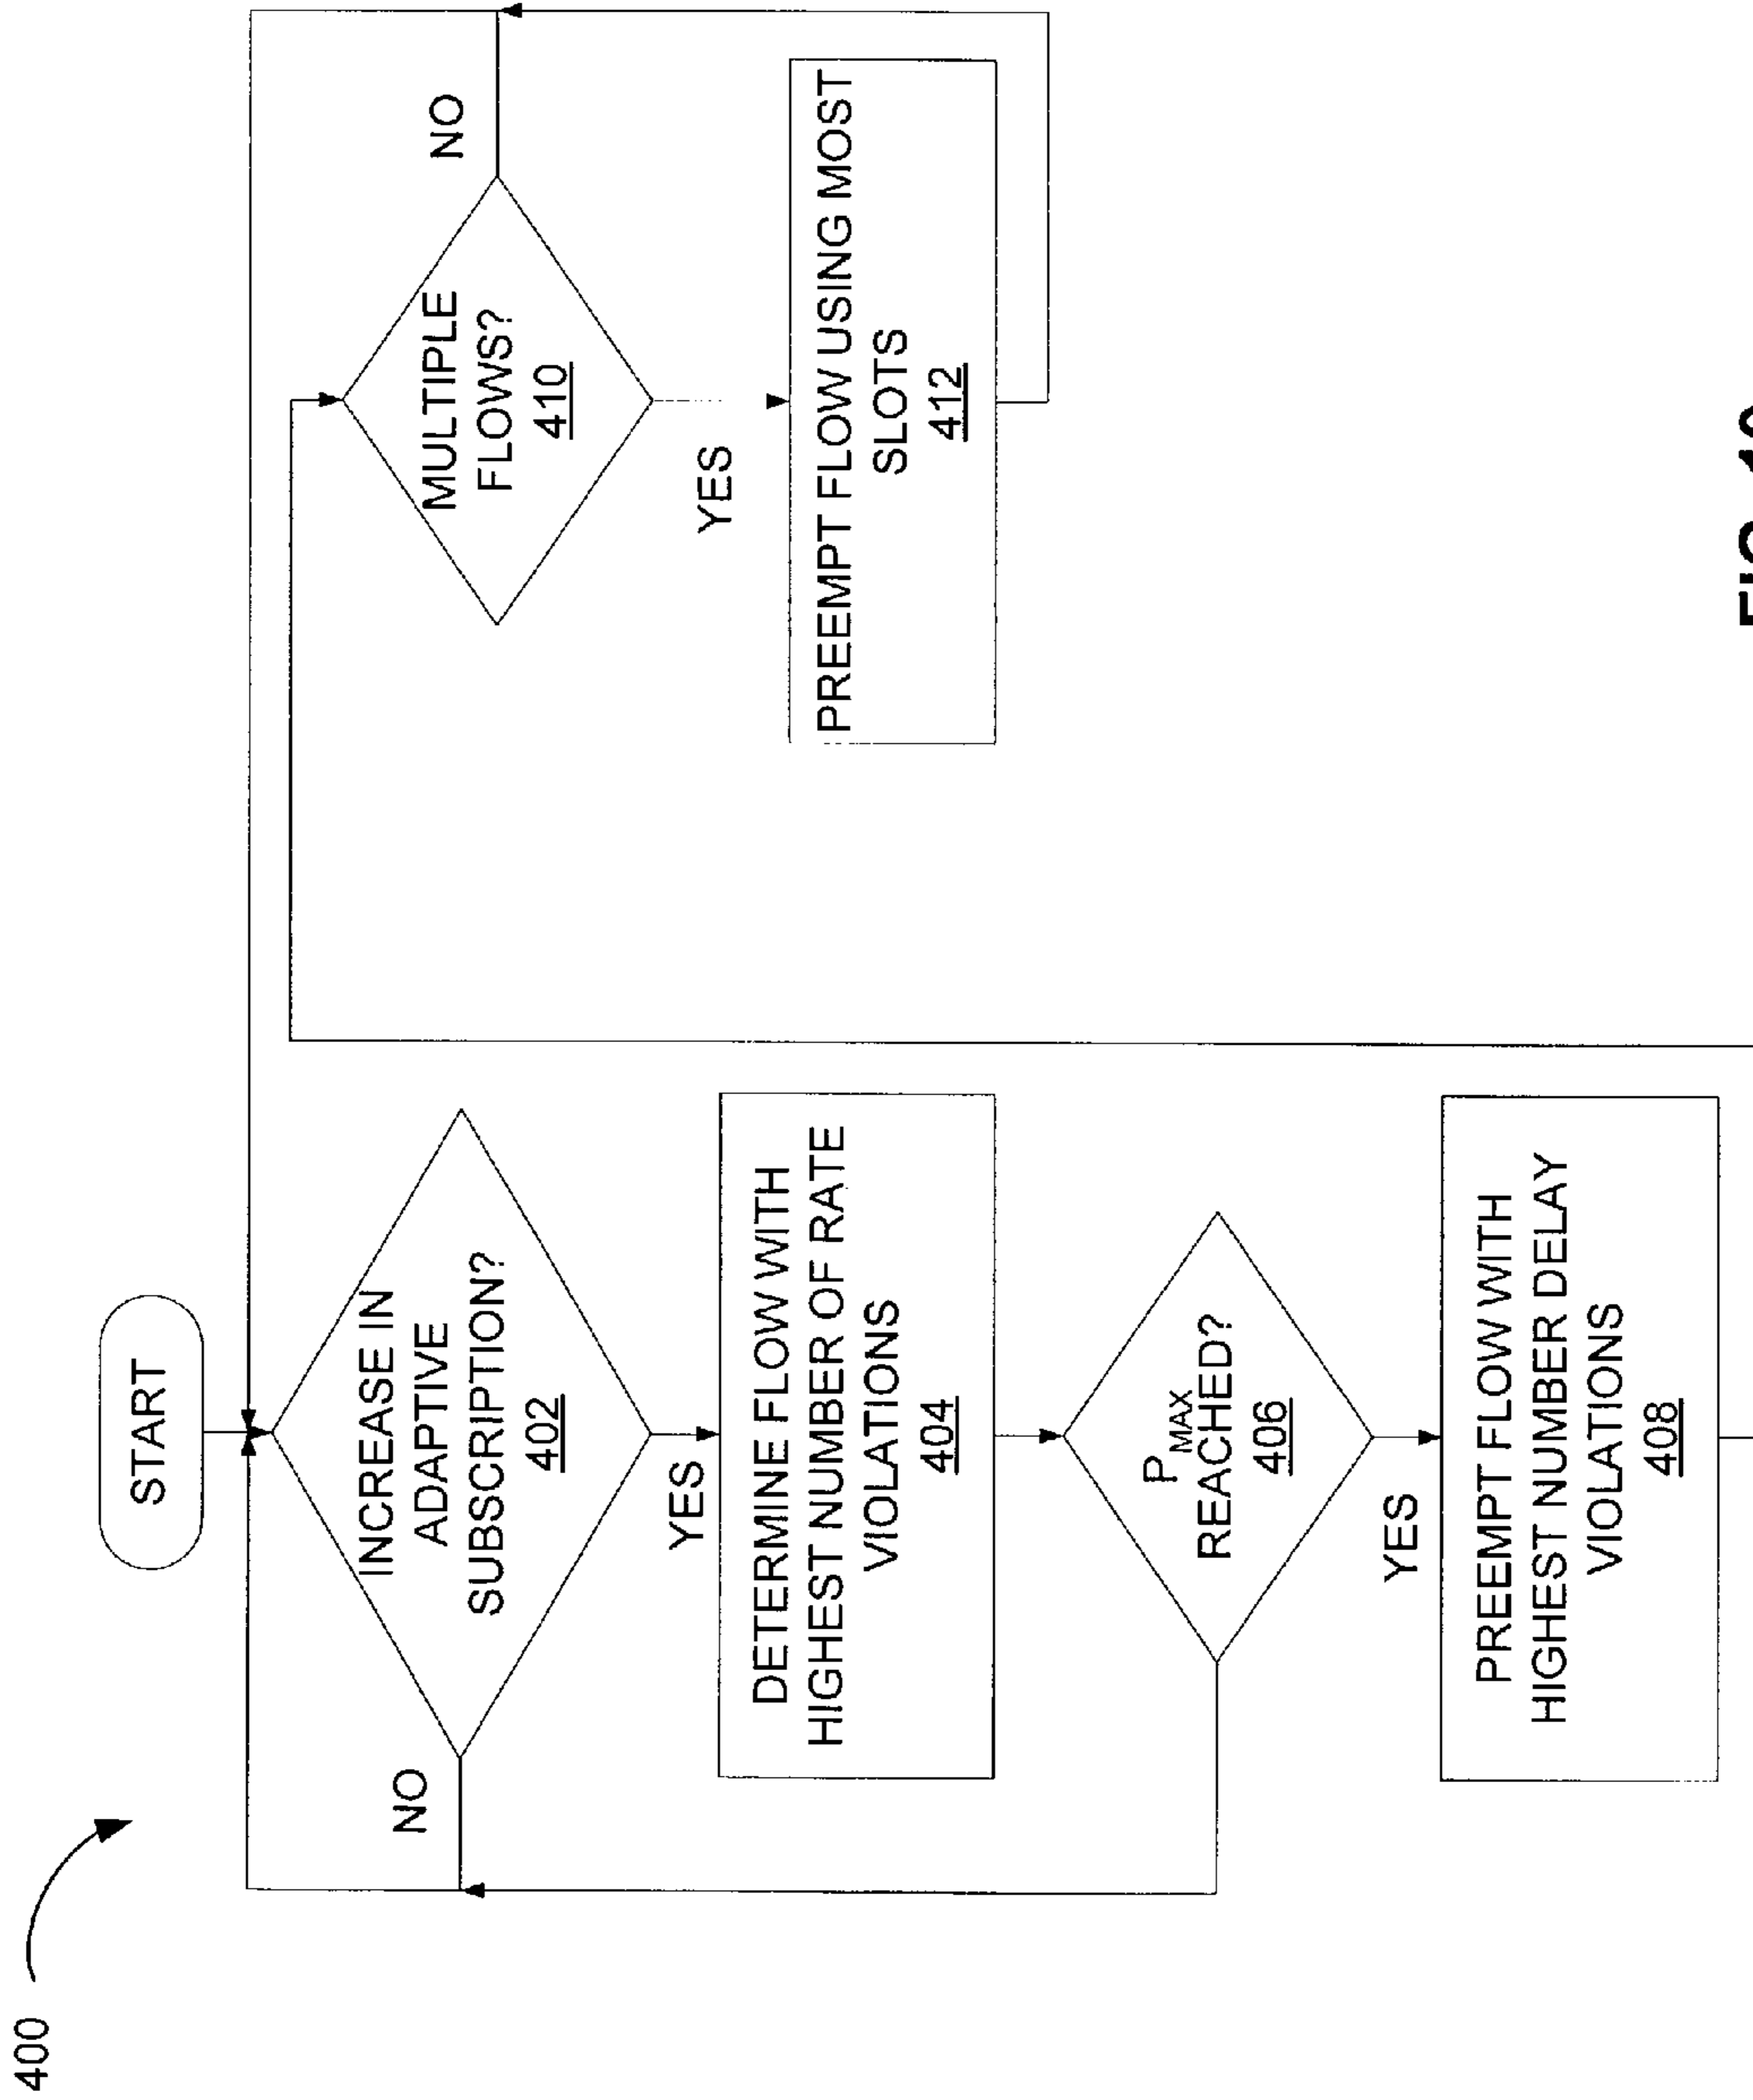 400
START
INCREASE IN
ADAPTIVE
SUBSCRIPTION?
402
NO
YES
DETERMINE FLOW WITH
HIGHEST NUMBER OF RATE
VIOLATIONS
404
P MAX
REACHED?
406
YES
PREEMPT FLOW WITH
HIGHEST NUMBER DELAY
VIOLATIONS
408
MULTIPLE
FLOWS?
410
NO
YES
PREEMPT FLOW USING MOST
SLOTS
412